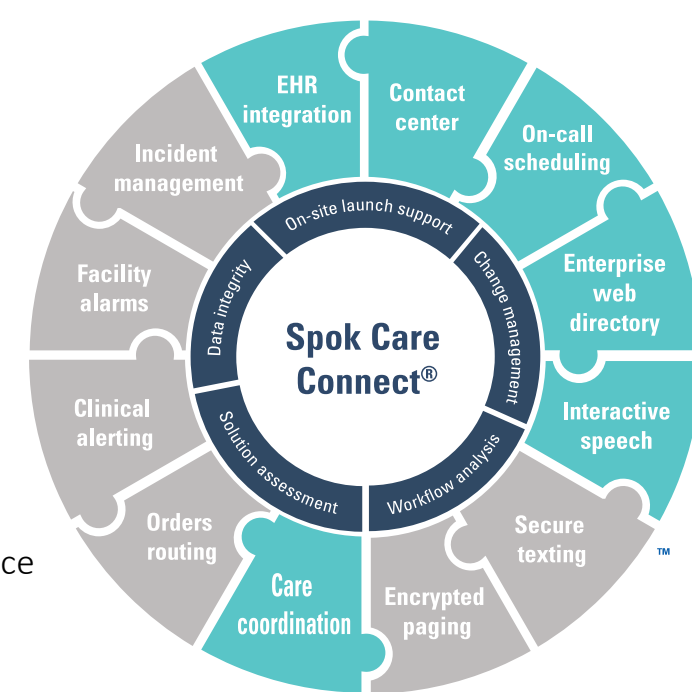 EHR
integration
Contact
center
On-call
scheduling
Enterprise
web
directory
Interactive
speech
Secure
texting
™
Encrypted
paging
Care
coordination
Orders
routing
Clinical
alerting
Facility
alarms
Incident
management
On-site launch support
Change management
Workflow analysis
Solution assessment
Data integrity
Spok Care
Connect®